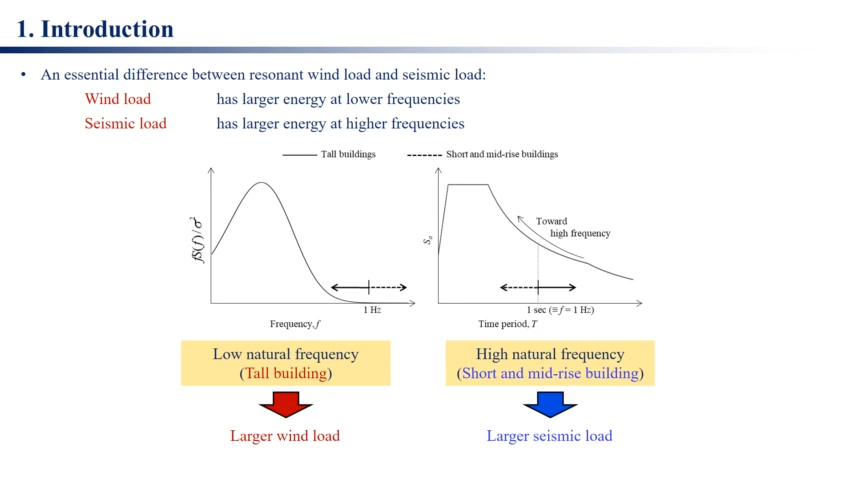 1. Introduction
• An essential difference between resonant wind load and seismic load:
Wind load has larger energy at lower frequencies
Seismic load has larger energy at higher frequencies
Tall buildings Short and mid-rise buildings
fS(f)/σ²
Sₐ
Toward
high frequency
1 Hz
1 sec (≡ f = 1 Hz)
Frequency, f
Time period, T
Low natural frequency
(Tall building)
High natural frequency
(Short and mid-rise building)
Larger wind load
Larger seismic load